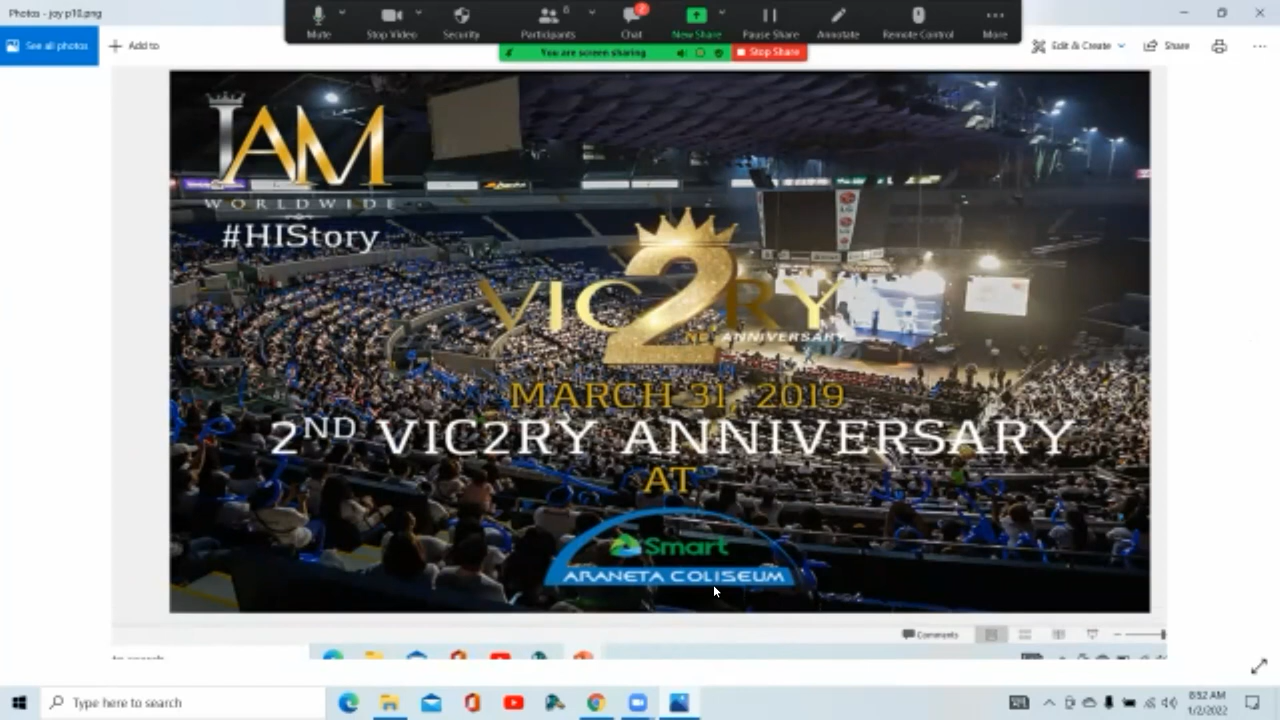 Photos - joy p10.png
Mute
Stop Video
Security
6
Participants
2
Chat
New Share
Pause Share
Annotate
Remote Control
More
You are screen sharing
Stop Share
See all photos
Add to
Edit & Create
Share
IAM
WORLDWIDE
#HIStory
VIC2RY
ANNIVERSARY
MARCH 31, 2019
2ND VIC2RY ANNIVERSARY
AT
Smart
ARANETA COLISEUM
Comments
Type here to search
8:52 AM
1/2/2022